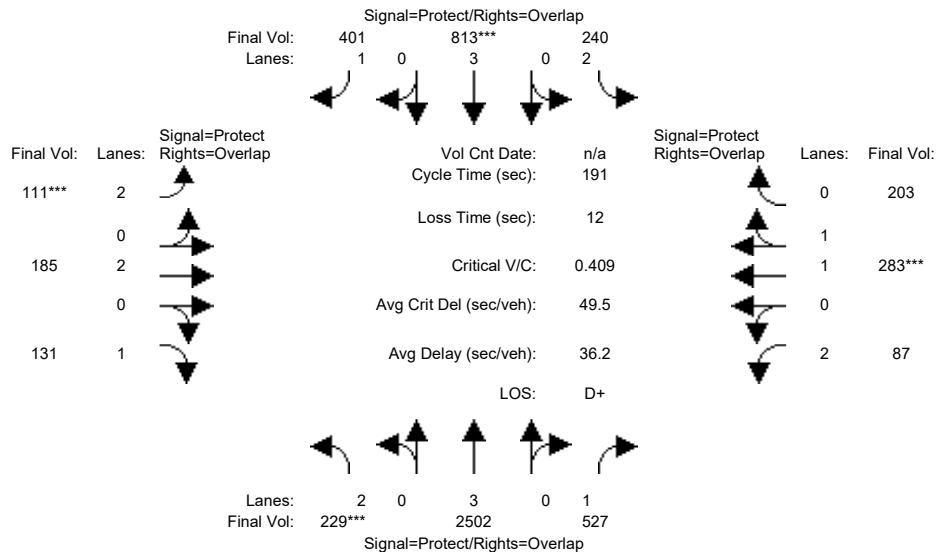 Signal=Protect/Rights=Overlap
Final Vol: 401 813*** 240
Lanes: 1 0 3 0 2
Signal=Protect
Final Vol: Lanes: Rights=Overlap
Vol Cnt Date: n/a
Signal=Protect
Rights=Overlap Lanes: Final Vol:
Cycle Time (sec): 191
111*** 2
0 203
Loss Time (sec): 12
0
1
185 2
Critical V/C: 0.409
1 283***
0
Avg Crit Del (sec/veh): 49.5
0
131 1
Avg Delay (sec/veh): 36.2
2 87
LOS: D+
Lanes: 2 0 3 0 1
Final Vol: 229*** 2502 527
Signal=Protect/Rights=Overlap